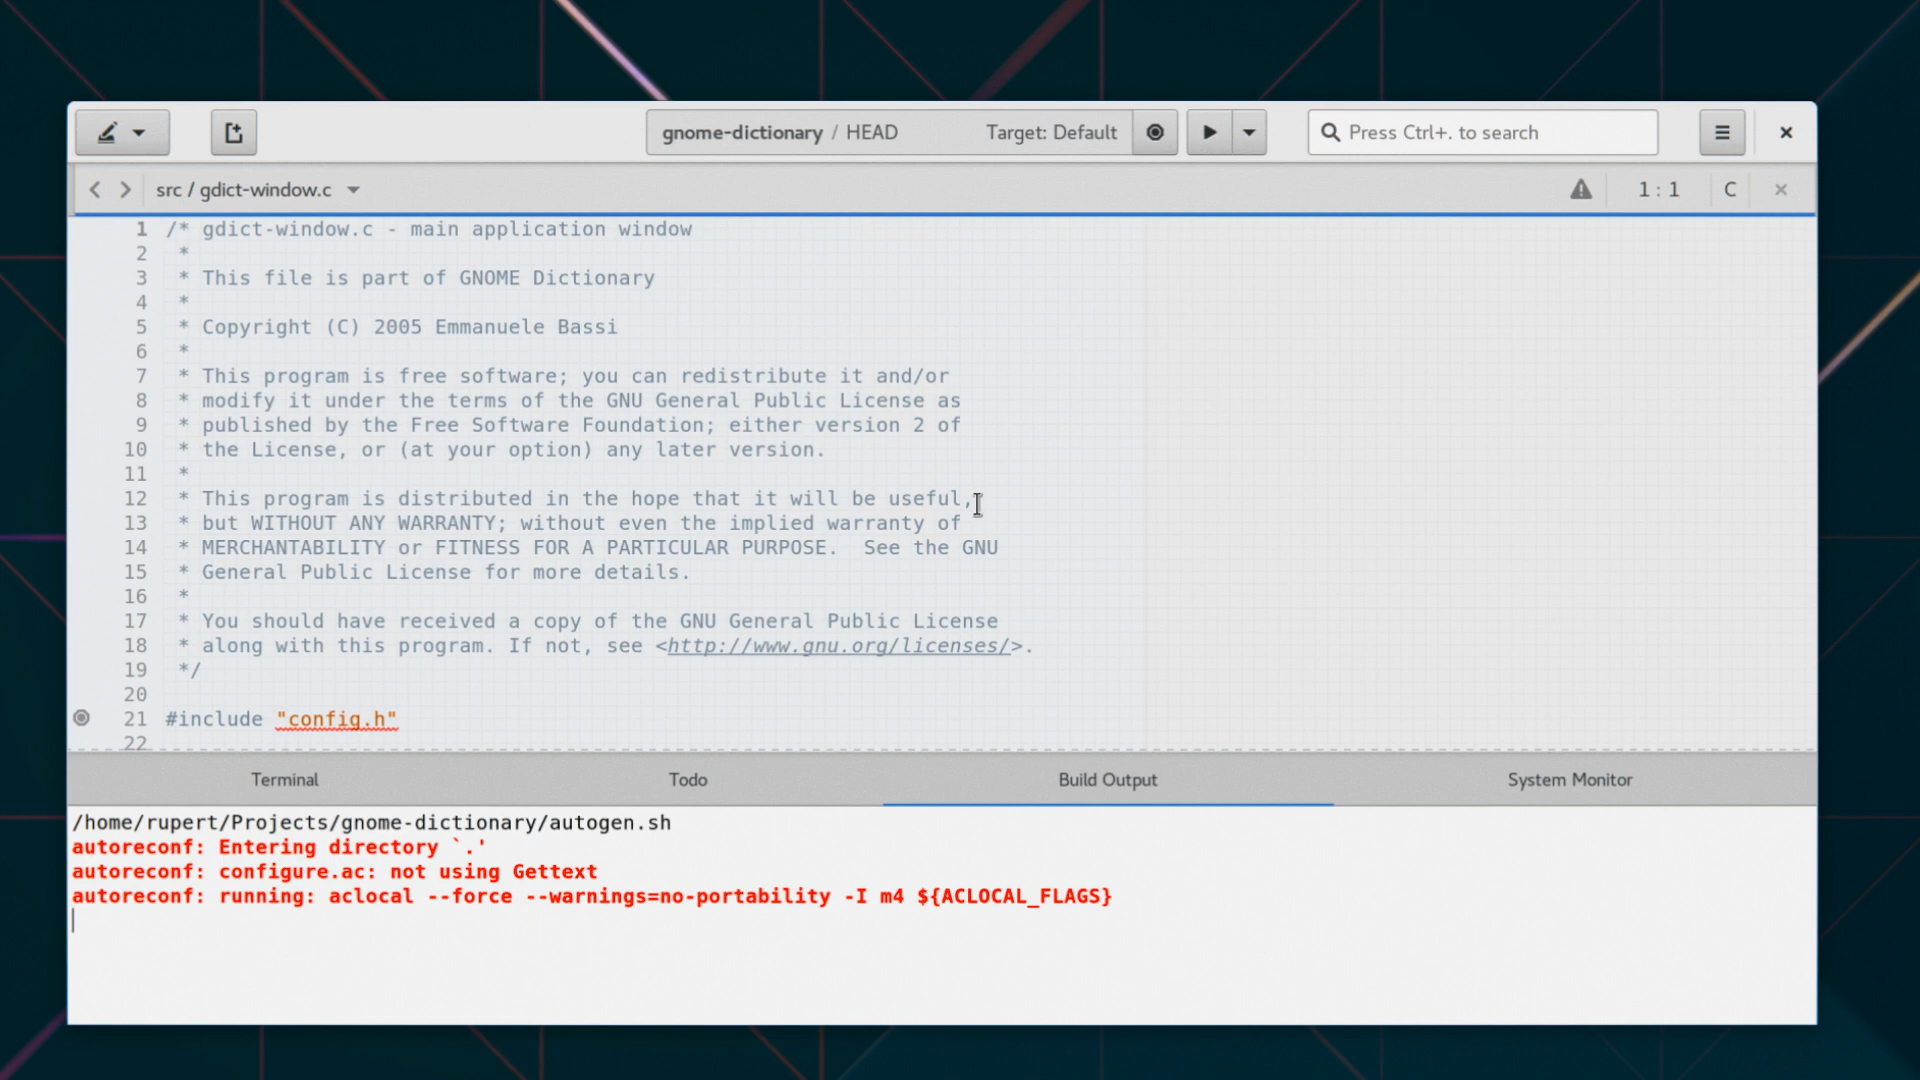 gnome-dictionary / HEAD Target: Default Press Ctrl+. to search
src / gdict-window.c 1 : 1 C
1 /* gdict-window.c - main application window
2  *
3  * This file is part of GNOME Dictionary
4  *
5  * Copyright (C) 2005 Emmanuele Bassi
6  *
7  * This program is free software; you can redistribute it and/or
8  * modify it under the terms of the GNU General Public License as
9  * published by the Free Software Foundation; either version 2 of
10  * the License, or (at your option) any later version.
11  *
12  * This program is distributed in the hope that it will be useful,
13  * but WITHOUT ANY WARRANTY; without even the implied warranty of
14  * MERCHANTABILITY or FITNESS FOR A PARTICULAR PURPOSE.  See the GNU
15  * General Public License for more details.
16  *
17  * You should have received a copy of the GNU General Public License
18  * along with this program. If not, see <http://www.gnu.org/licenses/>.
19  */
20
21 #include "config.h"
22
Terminal Todo Build Output System Monitor
/home/rupert/Projects/gnome-dictionary/autogen.sh
autoreconf: Entering directory `.'
autoreconf: configure.ac: not using Gettext
autoreconf: running: aclocal --force --warnings=no-portability -I m4 ${ACLOCAL_FLAGS}